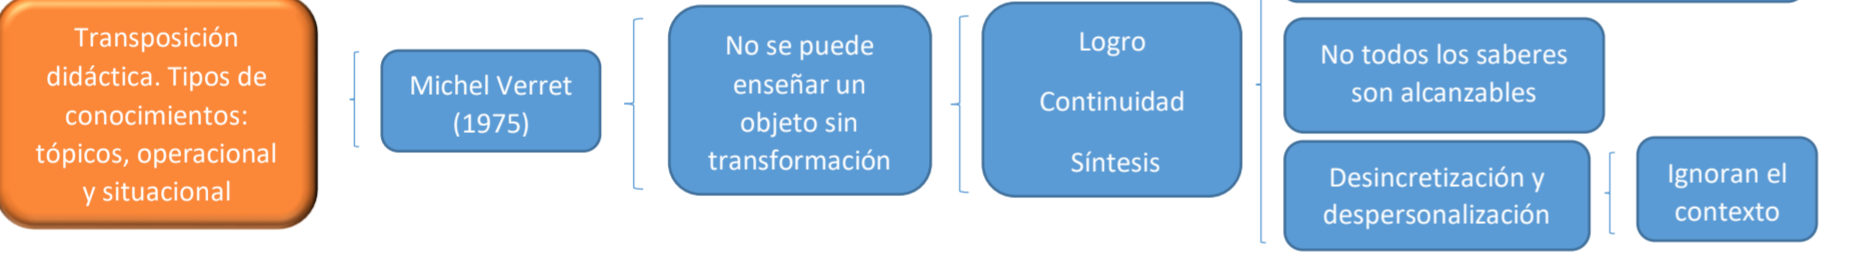 Transposición
didáctica. Tipos de
conocimientos:
tópicos, operacional
y situacional
Michel Verret
(1975)
No se puede
enseñar un
objeto sin
transformación
Logro
Continuidad
Síntesis
No todos los saberes
son alcanzables
Desincretización y
despersonalización
Ignoran el
contexto